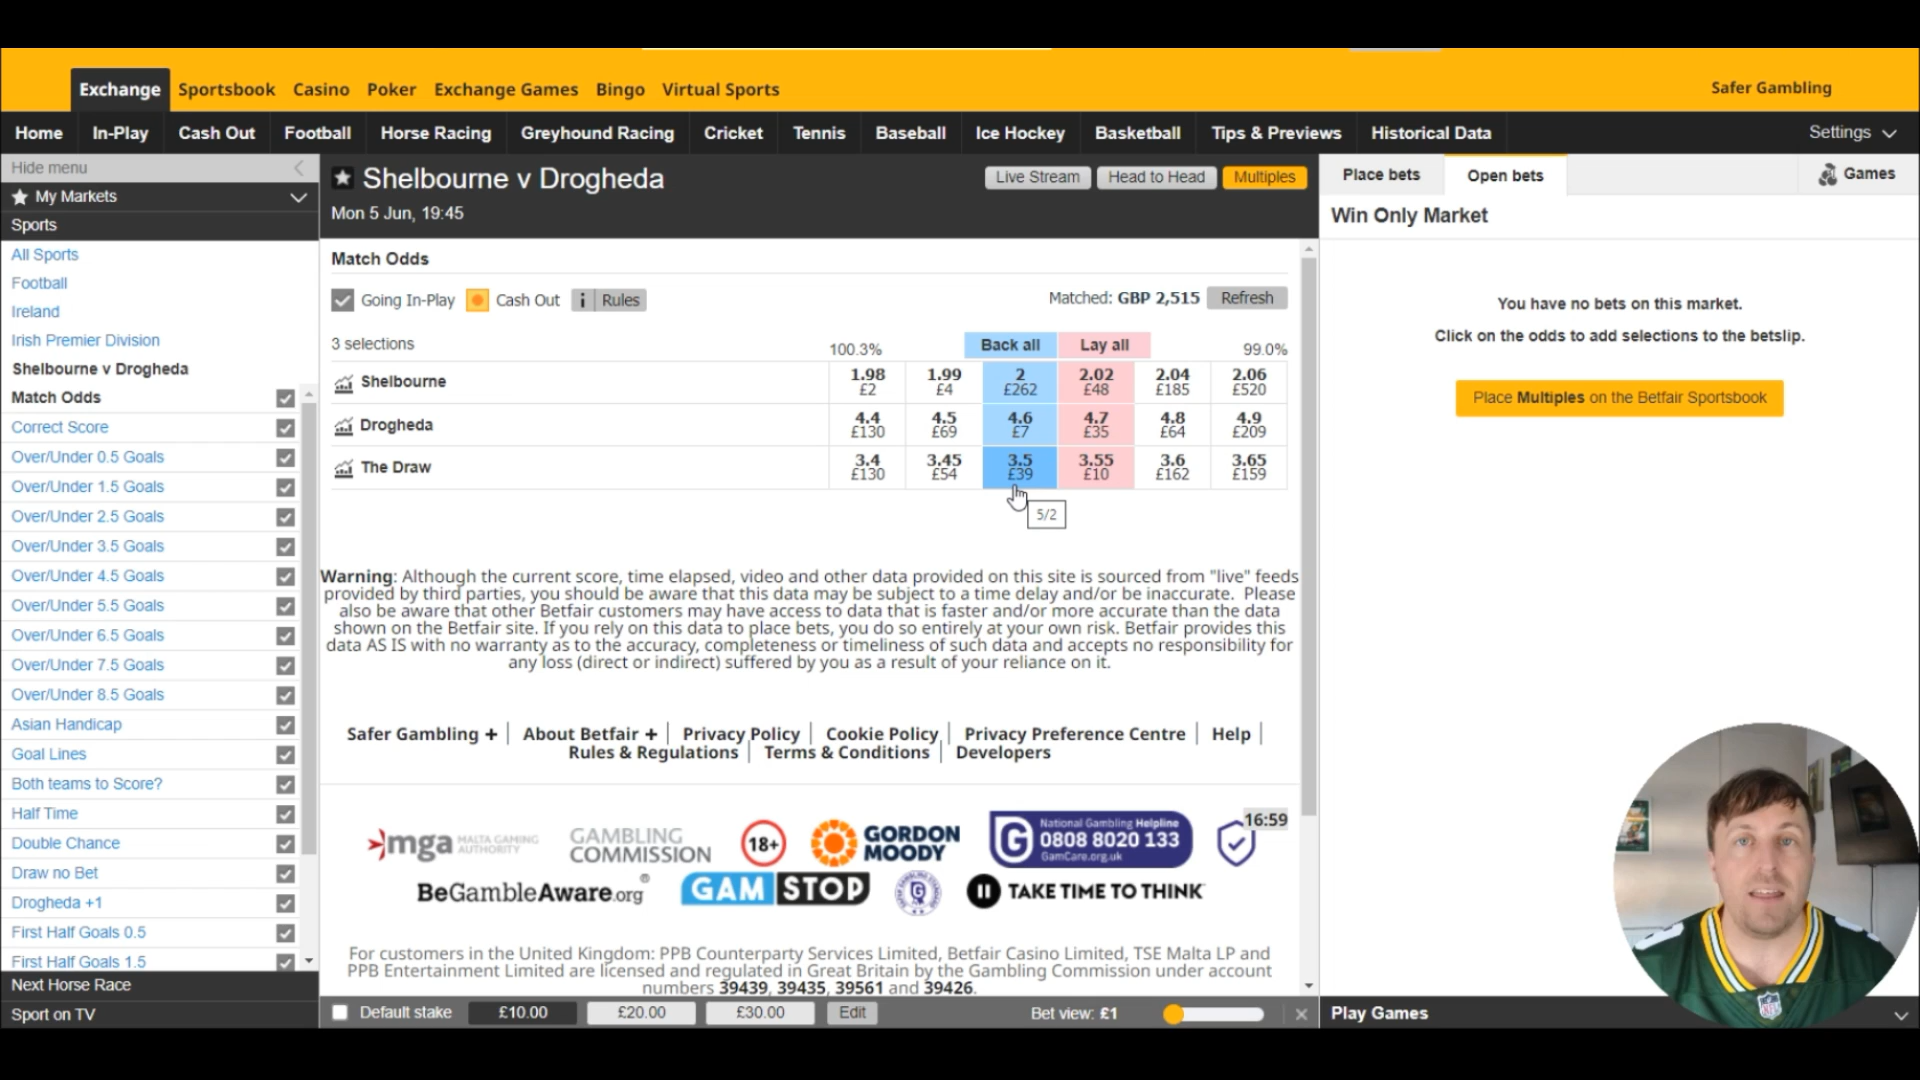 Exchange Sportsbook Casino Poker Exchange Games Bingo Virtual Sports Safer Gambling
Home In-Play Cash Out Football Horse Racing Greyhound Racing Cricket Tennis Baseball Ice Hockey Basketball Tips & Previews Historical Data Settings
Hide menu
My Markets
Sports
All Sports
Football
Ireland
Irish Premier Division
Shelbourne v Drogheda
Match Odds
Correct Score
Over/Under 0.5 Goals
Over/Under 1.5 Goals
Over/Under 2.5 Goals
Over/Under 3.5 Goals
Over/Under 4.5 Goals
Over/Under 5.5 Goals
Over/Under 6.5 Goals
Over/Under 7.5 Goals
Over/Under 8.5 Goals
Asian Handicap
Goal Lines
Both teams to Score?
Half Time
Double Chance
Draw no Bet
Drogheda +1
First Half Goals 0.5
First Half Goals 1.5
Next Horse Race
Sport on TV
Shelbourne v Drogheda Live Stream Head to Head Multiples
Mon 5 Jun, 19:45
Match Odds
Going In-Play Cash Out i Rules Matched: GBP 2,515 Refresh
3 selections 100.3% Back all Lay all 99.0%
Shelbourne 1.98 1.99 2 2.02 2.04 2.06
£2 £4 £262 £48 £185 £520
Drogheda 4.4 4.5 4.6 4.7 4.8 4.9
£130 £69 £7 £35 £64 £209
The Draw 3.4 3.45 3.5 3.55 3.6 3.65
£130 £54 £39 £10 £162 £159
5/2
Warning: Although the current score, time elapsed, video and other data provided on this site is sourced from "live" feeds
provided by third parties, you should be aware that this data may be subject to a time delay and/or be inaccurate. Please
also be aware that other Betfair customers may have access to data that is faster and/or more accurate than the data
shown on the Betfair site. If you rely on this data to place bets, you do so entirely at your own risk. Betfair provides this
data AS IS with no warranty as to the accuracy, completeness or timeliness of such data and accepts no responsibility for
any loss (direct or indirect) suffered by you as a result of your reliance on it.
Safer Gambling + About Betfair + Privacy Policy Cookie Policy Privacy Preference Centre Help
Rules & Regulations Terms & Conditions Developers
mga MALTA GAMING AUTHORITY
GAMBLING COMMISSION
18+
GORDON MOODY
G National Gambling Helpline
0808 8020 133
GamCare.org.uk
16:59
BeGambleAware.org®
GAMSTOP
TAKE TIME TO THINK
For customers in the United Kingdom: PPB Counterparty Services Limited, Betfair Casino Limited, TSE Malta LP and
PPB Entertainment Limited are licensed and regulated in Great Britain by the Gambling Commission under account
numbers 39439, 39435, 39561 and 39426.
Default stake £10.00 £20.00 £30.00 Edit Bet view: £1
Place bets Open bets Games
Win Only Market
You have no bets on this market.
Click on the odds to add selections to the betslip.
Place Multiples on the Betfair Sportsbook
NFL
Play Games